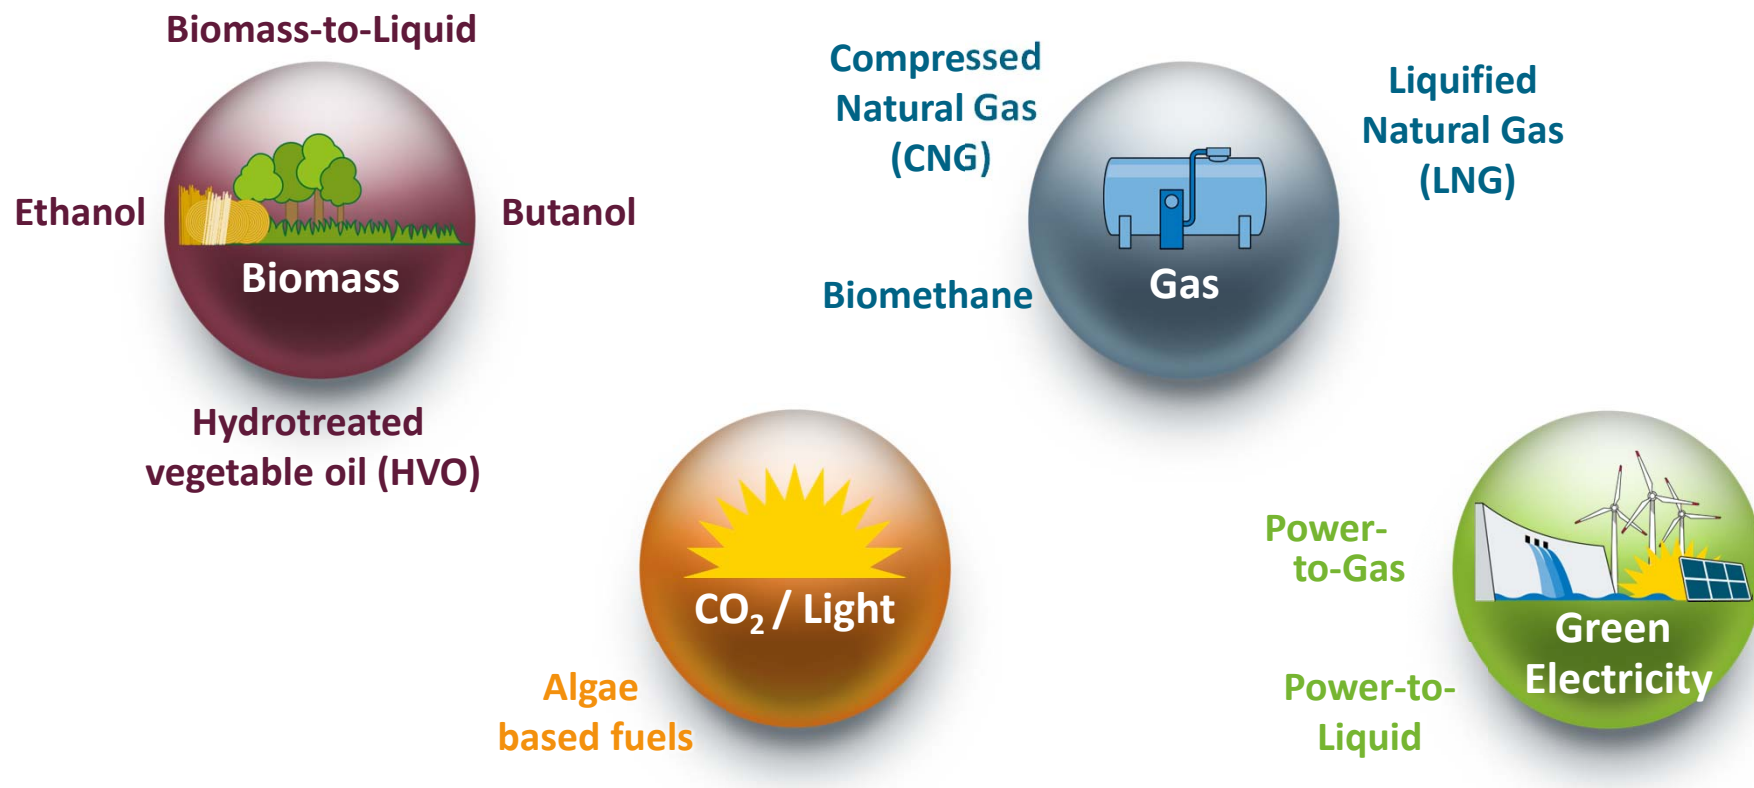 Biomass-to-Liquid
Ethanol
Butanol
Biomass
Hydrotreated
vegetable oil (HVO)
Compressed
Natural Gas
(CNG)
Liquified
Natural Gas
(LNG)
Biomethane
Gas
CO₂ / Light
Algae
based fuels
Power-
to-Gas
Green
Electricity
Power-to-
Liquid